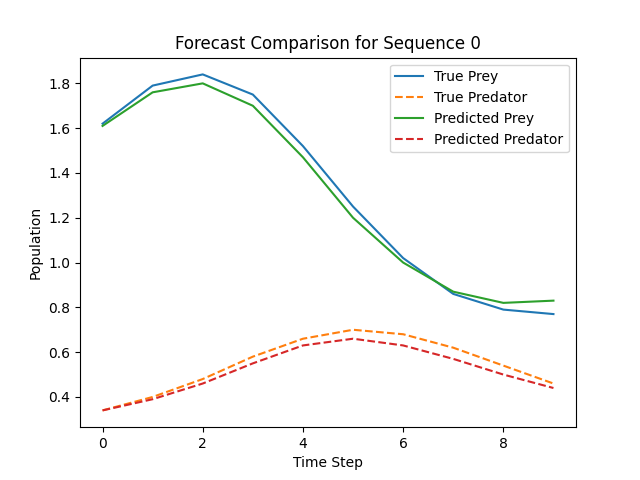 Forecast Comparison for Sequence 0
True Prey
True Predator
Predicted Prey
Predicted Predator
Population
1.8
1.6
1.4
1.2
1.0
0.8
0.6
0.4
0 2 4 6 8
Time Step